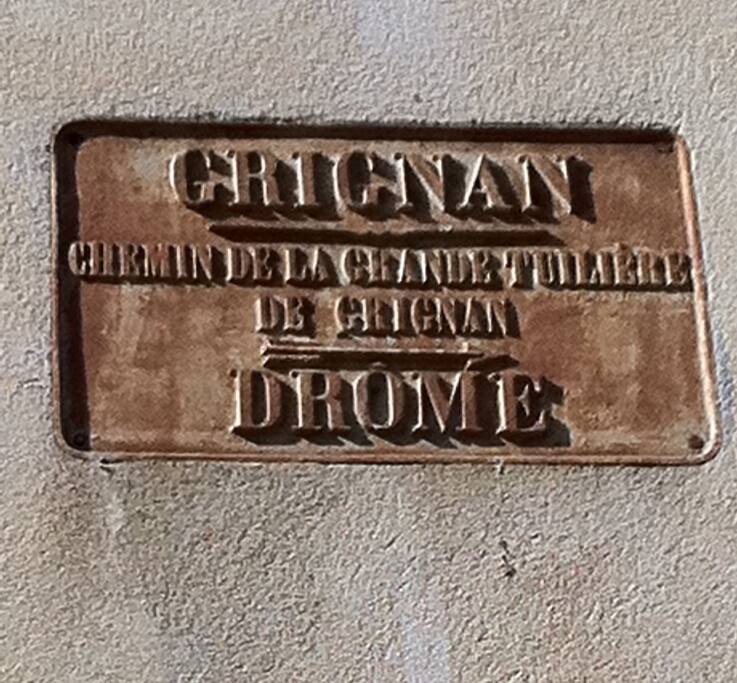 GRIGNAN
CHEMIN DE LA GRANDE TUILIÈRE
DE GRIGNAN
DRÔME